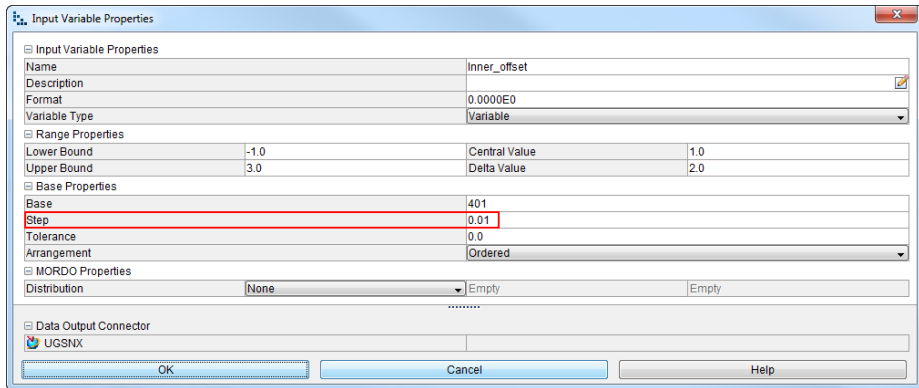 Input Variable Properties
Input Variable Properties
Name Inner_offset
Description
Format 0.0000E0
Variable Type Variable
Range Properties
Lower Bound -1.0 Central Value 1.0
Upper Bound 3.0 Delta Value 2.0
Base Properties
Base 401
Step 0.01
Tolerance 0.0
Arrangement Ordered
MORDO Properties
Distribution None Empty Empty
Data Output Connector
UGSNX
OK Cancel Help